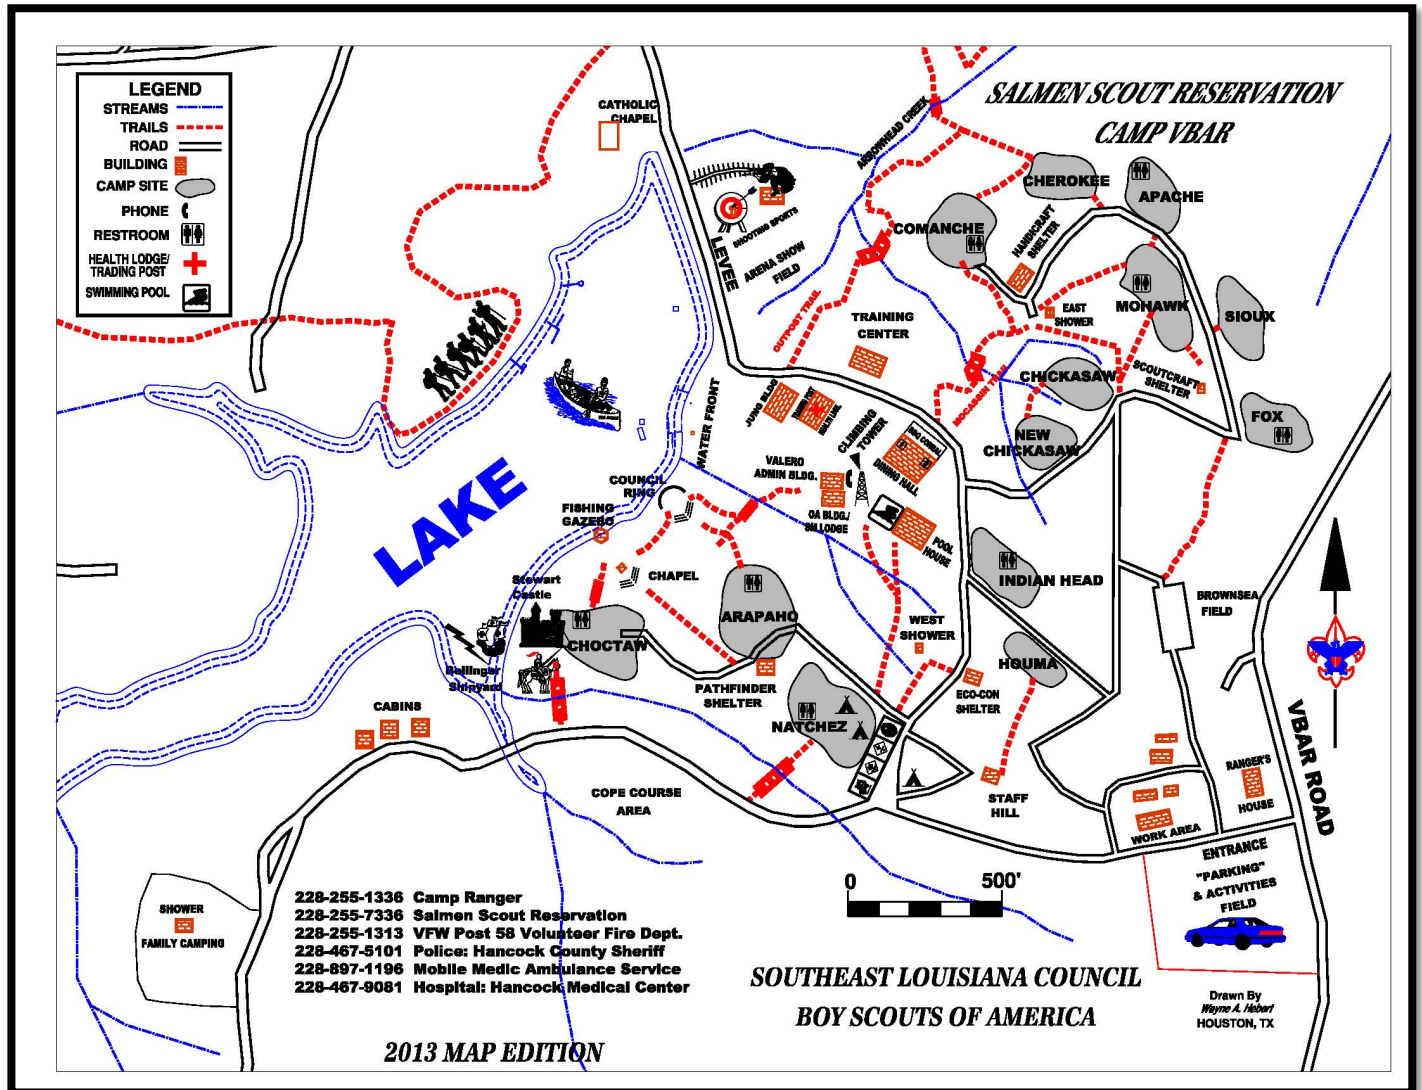 LEGEND
STREAMS
TRAILS
ROAD
BUILDING
CAMP SITE
PHONE
RESTROOM
HEALTH LODGE/
TRADING POST
SWIMMING POOL
SALMEN SCOUT RESERVATION
CAMP VBAR
CATHOLIC
CHAPEL
ARROWHEAD CREEK
SHOOTING SPORTS
LEVEE
ARENA SHOW
FIELD
COMANCHE
CHEROKEE
APACHE
HANDICRAFT
SHELTER
MOHAWK
SIOUX
EAST
SHOWER
OUTPOST TRAIL
TRAINING
CENTER
MOCASSIN TRAIL
CHICKASAW
SCOUTCRAFT
SHELTER
FOX
NEW
CHICKASAW
JUNG BLDG
CLIMBING
TOWER
DINING HALL
WATER FRONT
VALERO
ADMIN BLDG.
OA BLDG./
SM LODGE
POOL
HOUSE
COUNCIL
RING
FISHING
GAZEBO
LAKE
CHAPEL
Stewart
Castle
CHOCTAW
ARAPAHO
INDIAN HEAD
BROWNSEA
FIELD
WEST
SHOWER
HOUMA
Bollinger
Shipyard
PATHFINDER
SHELTER
ECO-CON
SHELTER
NATCHEZ
CABINS
COPE COURSE
AREA
STAFF
HILL
WORK AREA
RANGER'S
HOUSE
VBAR ROAD
ENTRANCE
"PARKING"
& ACTIVITIES
FIELD
SHOWER
FAMILY CAMPING
0 500'
228-255-1336 Camp Ranger
228-255-7336 Salmen Scout Reservation
228-255-1313 VFW Post 58 Volunteer Fire Dept.
228-467-5101 Police: Hancock County Sheriff
228-897-1196 Mobile Medic Ambulance Service
228-467-9081 Hospital: Hancock Medical Center
SOUTHEAST LOUISIANA COUNCIL
BOY SCOUTS OF AMERICA
Drawn By
Wayne A. Hebert
HOUSTON, TX
2013 MAP EDITION